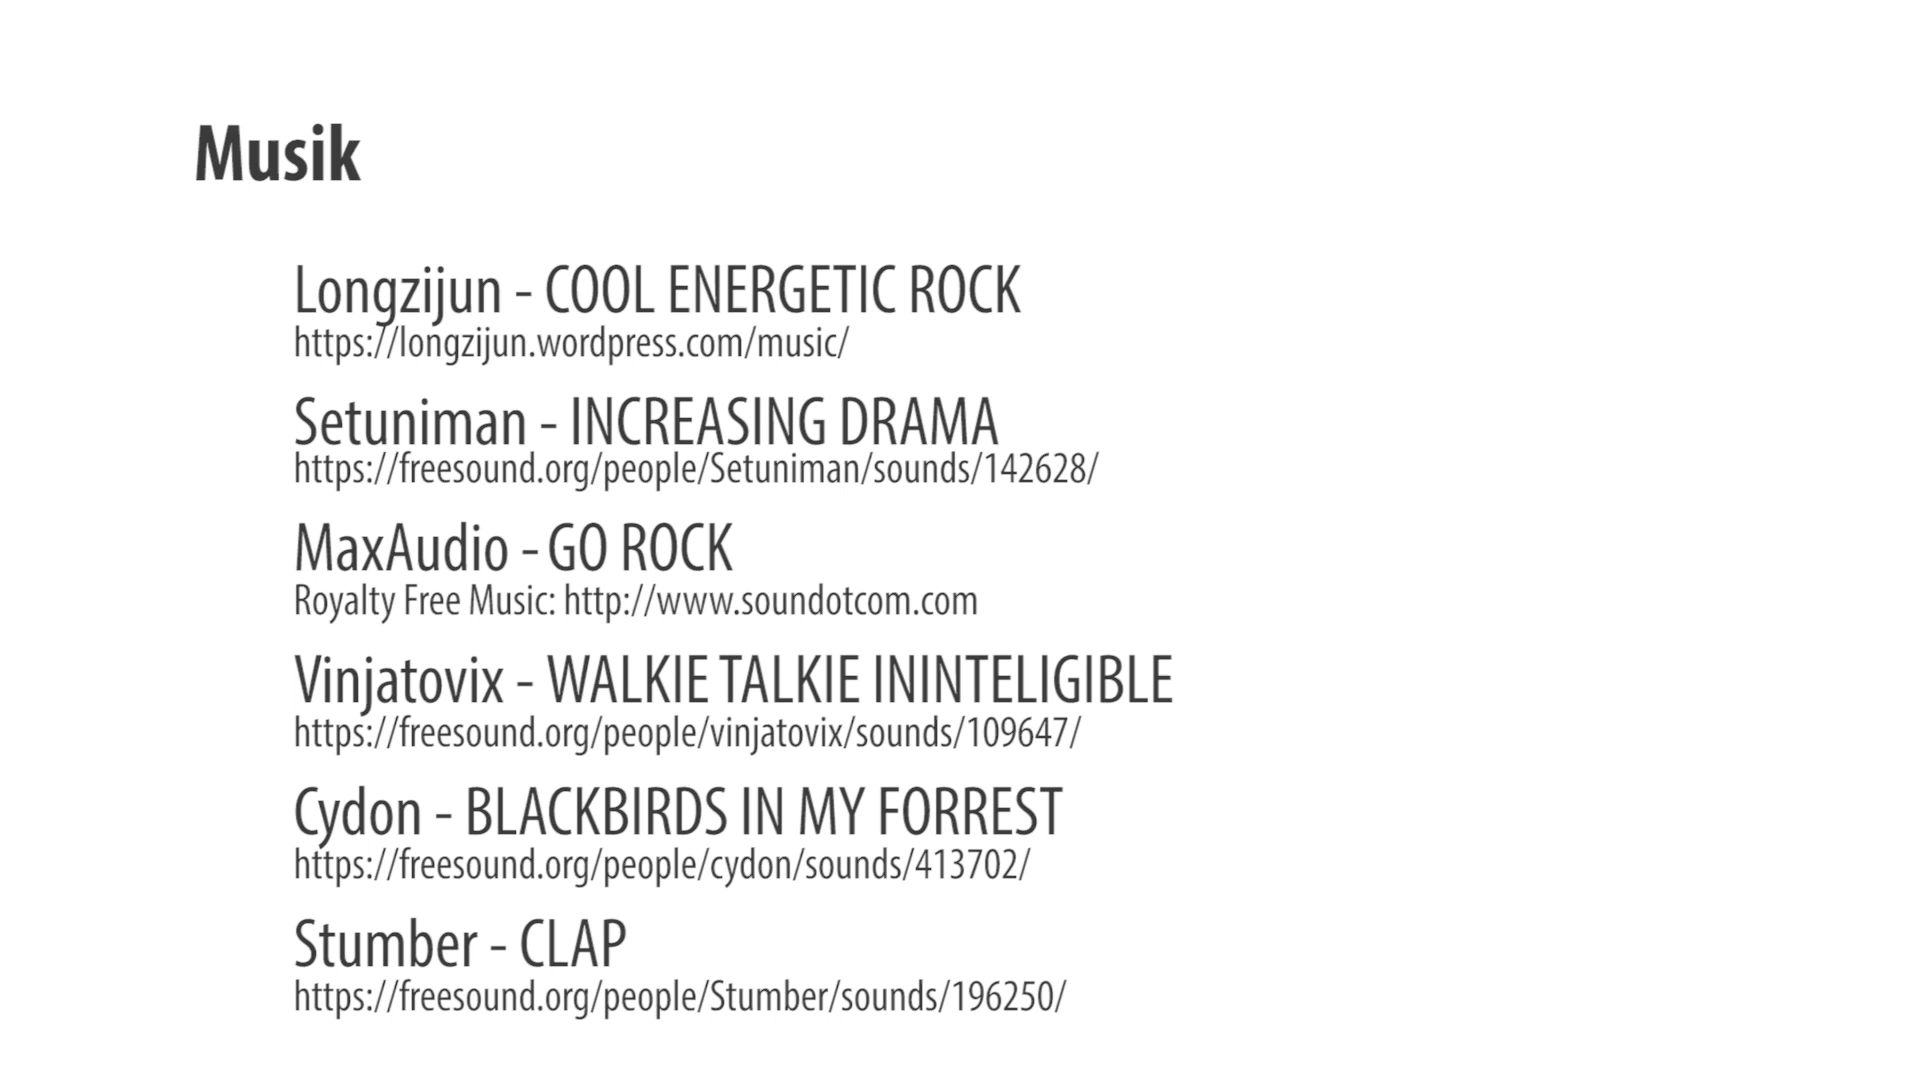 Musik
Longzijun - COOL ENERGETIC ROCK
https://longzijun.wordpress.com/music/
Setuniman - INCREASING DRAMA
https://freesound.org/people/Setuniman/sounds/142628/
MaxAudio - GO ROCK
Royalty Free Music: http://www.soundotcom.com
Vinjatovix - WALKIE TALKIE ININTELIGIBLE
https://freesound.org/people/vinjatovix/sounds/109647/
Cydon - BLACKBIRDS IN MY FORREST
https://freesound.org/people/cydon/sounds/413702/
Stumber - CLAP
https://freesound.org/people/Stumber/sounds/196250/